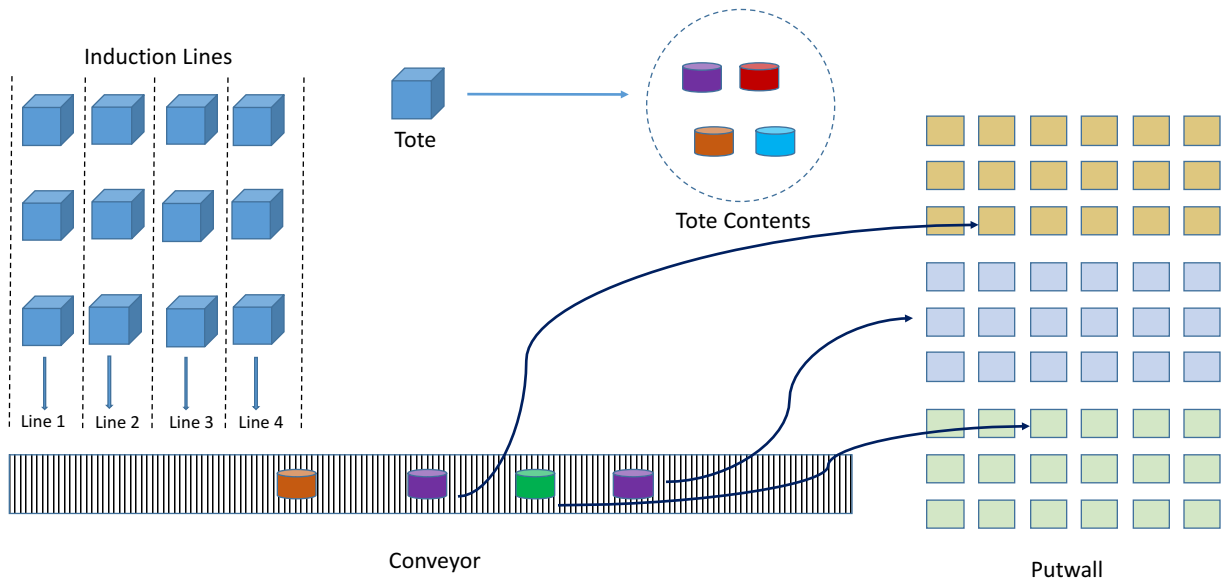 Induction Lines
Tote
Tote Contents
Line 1
Line 2
Line 3
Line 4
Conveyor
Putwall